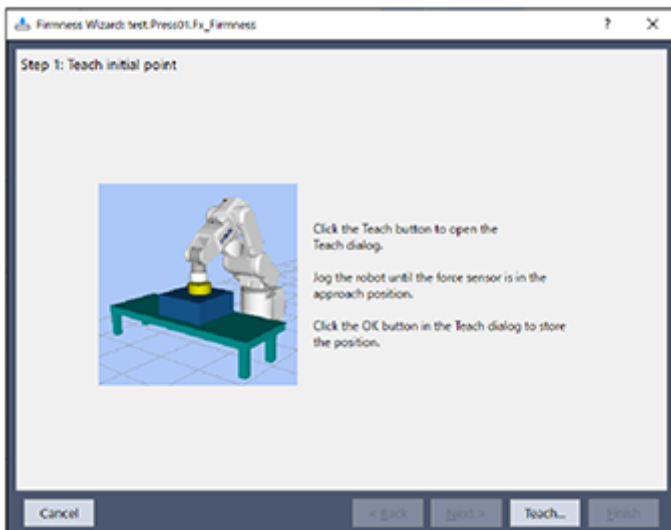 Firmness Wizard: test.Press01.Fx_Firmness
Step 1: Teach initial point
Click the Teach button to open the
Teach dialog.
Jog the robot until the force sensor is in the
approach position.
Click the OK button in the Teach dialog to store
the position.
Cancel
< Back
Next >
Teach...
Finish